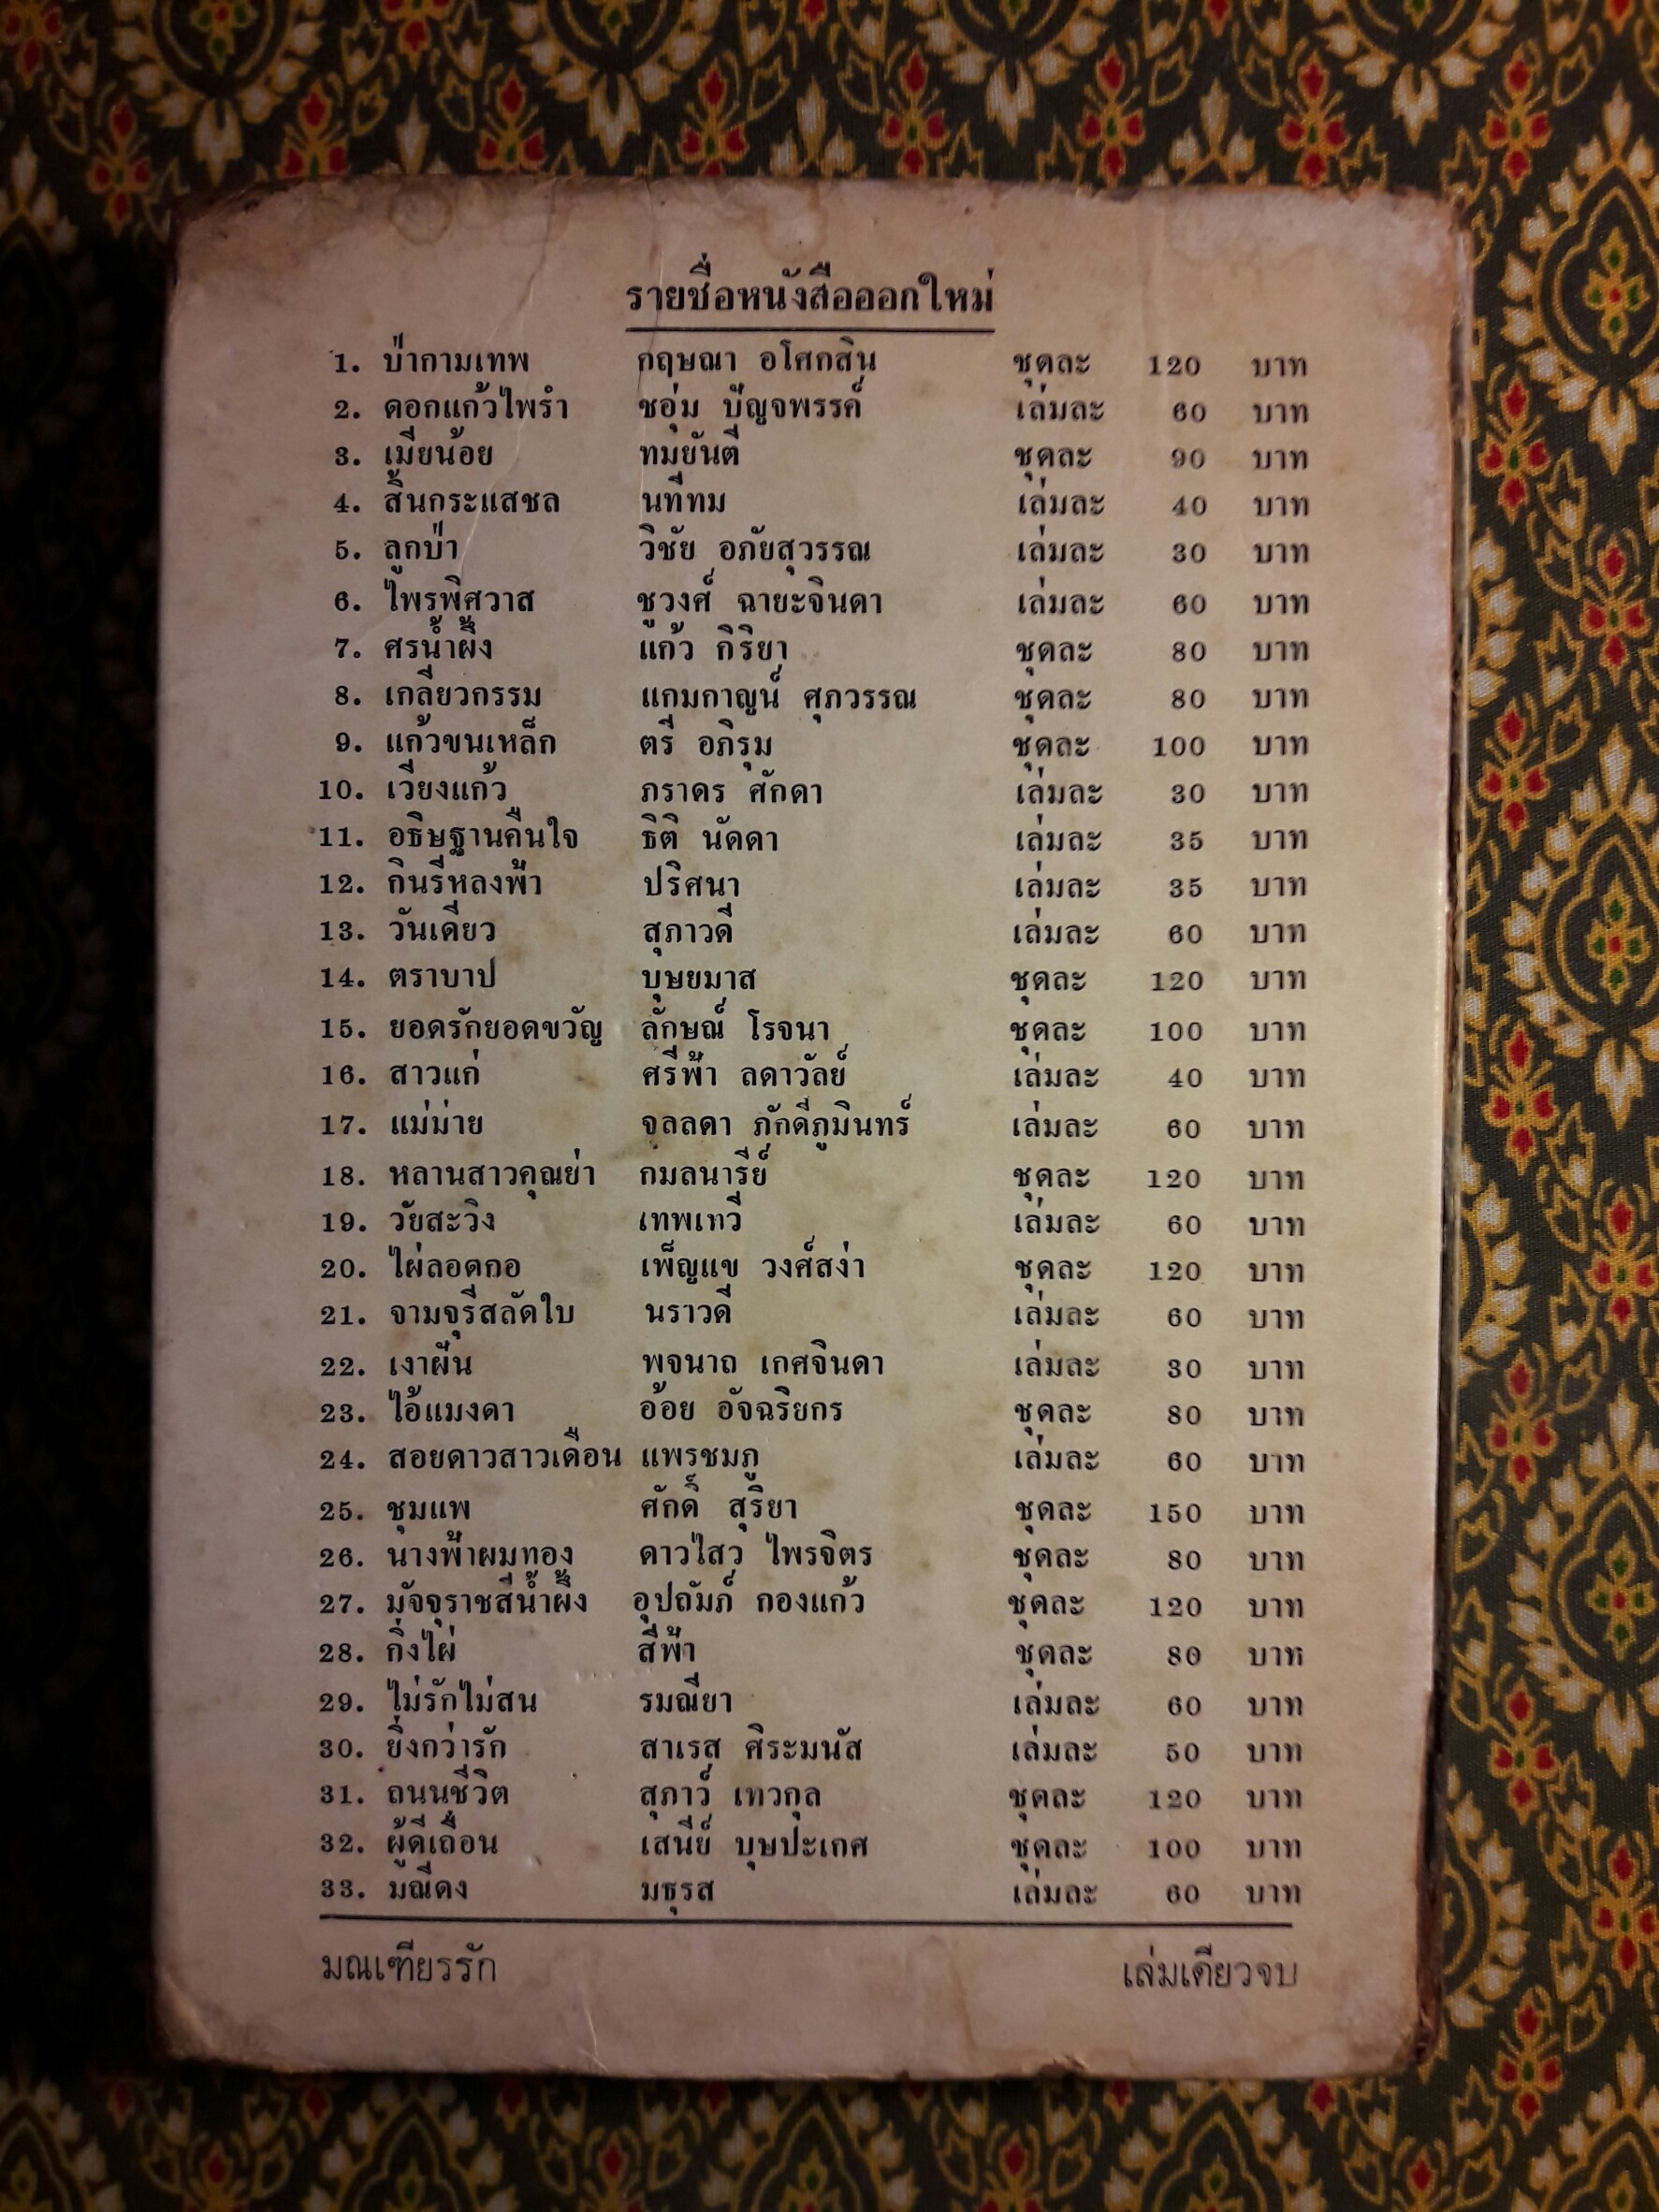 รายชื่อหนังสือออกใหม่
1. ป่ากามเทพ กฤษณา อโศกสิน ชุดละ 120 บาท
2. ดอกแก้วไพรำ ชอุ่ม ปัญจพรรค์ เล่มละ 60 บาท
3. เมียน้อย ทมยันตี ชุดละ 90 บาท
4. สิ้นกระแสชล นทีทม เล่มละ 40 บาท
5. ลูกป่า วิชัย อภัยสุวรรณ เล่มละ 30 บาท
6. ไพรพิศวาส ชูวงศ์ ฉายะจินดา เล่มละ 60 บาท
7. ศรน้ำผึ้ง แก้ว กิริยา ชุดละ 80 บาท
8. เกลียวกรรม แกมกาญน์ ศุภวรรณ ชุดละ 80 บาท
9. แก้วขนเหล็ก ตรี อภิรุม ชุดละ 100 บาท
10. เวียงแก้ว ภราดร ศักดา เล่มละ 30 บาท
11. อธิษฐานคืนใจ ธิติ นัดดา เล่มละ 35 บาท
12. กินรีหลงฟ้า ปริศนา เล่มละ 35 บาท
13. วันเดียว สุภาวดี เล่มละ 60 บาท
14. ตราบาป บุษยมาส ชุดละ 120 บาท
15. ยอดรักยอดขวัญ ลักษณ์ โรจนา ชุดละ 100 บาท
16. สาวแก่ ศรีฟ้า ลดาวัลย์ เล่มละ 40 บาท
17. แม่ม่าย จุลลดา ภักดีภูมินทร์ เล่มละ 60 บาท
18. หลานสาวคุณย่า กมลนารีย์ ชุดละ 120 บาท
19. วัยสะวิง เทพเทวี เล่มละ 60 บาท
20. ไผ่ลอดกอ เพ็ญแข วงศ์สง่า ชุดละ 120 บาท
21. จามจุรีสลัดใบ นราวดี เล่มละ 60 บาท
22. เงาฝัน พจนาถ เกศจินดา เล่มละ 30 บาท
23. ไอ้แมงดา อ้อย อัจฉริยกร ชุดละ 80 บาท
24. สอยดาวสาวเดือน แพรชมภู เล่มละ 60 บาท
25. ชุมแพ ศักดิ์ สุริยา ชุดละ 150 บาท
26. นางฟ้าผมทอง ดาวไสว ไพรจิตร ชุดละ 80 บาท
27. มัจจุราชสีน้ำผึ้ง อุปถัมภ์ กองแก้ว ชุดละ 120 บาท
28. กิ่งไผ่ สีฟ้า ชุดละ 80 บาท
29. ไม่รักไม่สน รมณียา เล่มละ 60 บาท
30. ยิ่งกว่ารัก สาเรส ศิระมนัส เล่มละ 50 บาท
31. ถนนชีวิต สุภาว์ เทวกุล ชุดละ 120 บาท
32. ผู้ดีเถื่อน เสนีย์ บุษปะเกศ ชุดละ 100 บาท
33. มณีดง มธุรส เล่มละ 60 บาท
มณเฑียรรัก เล่มเดียวจบ